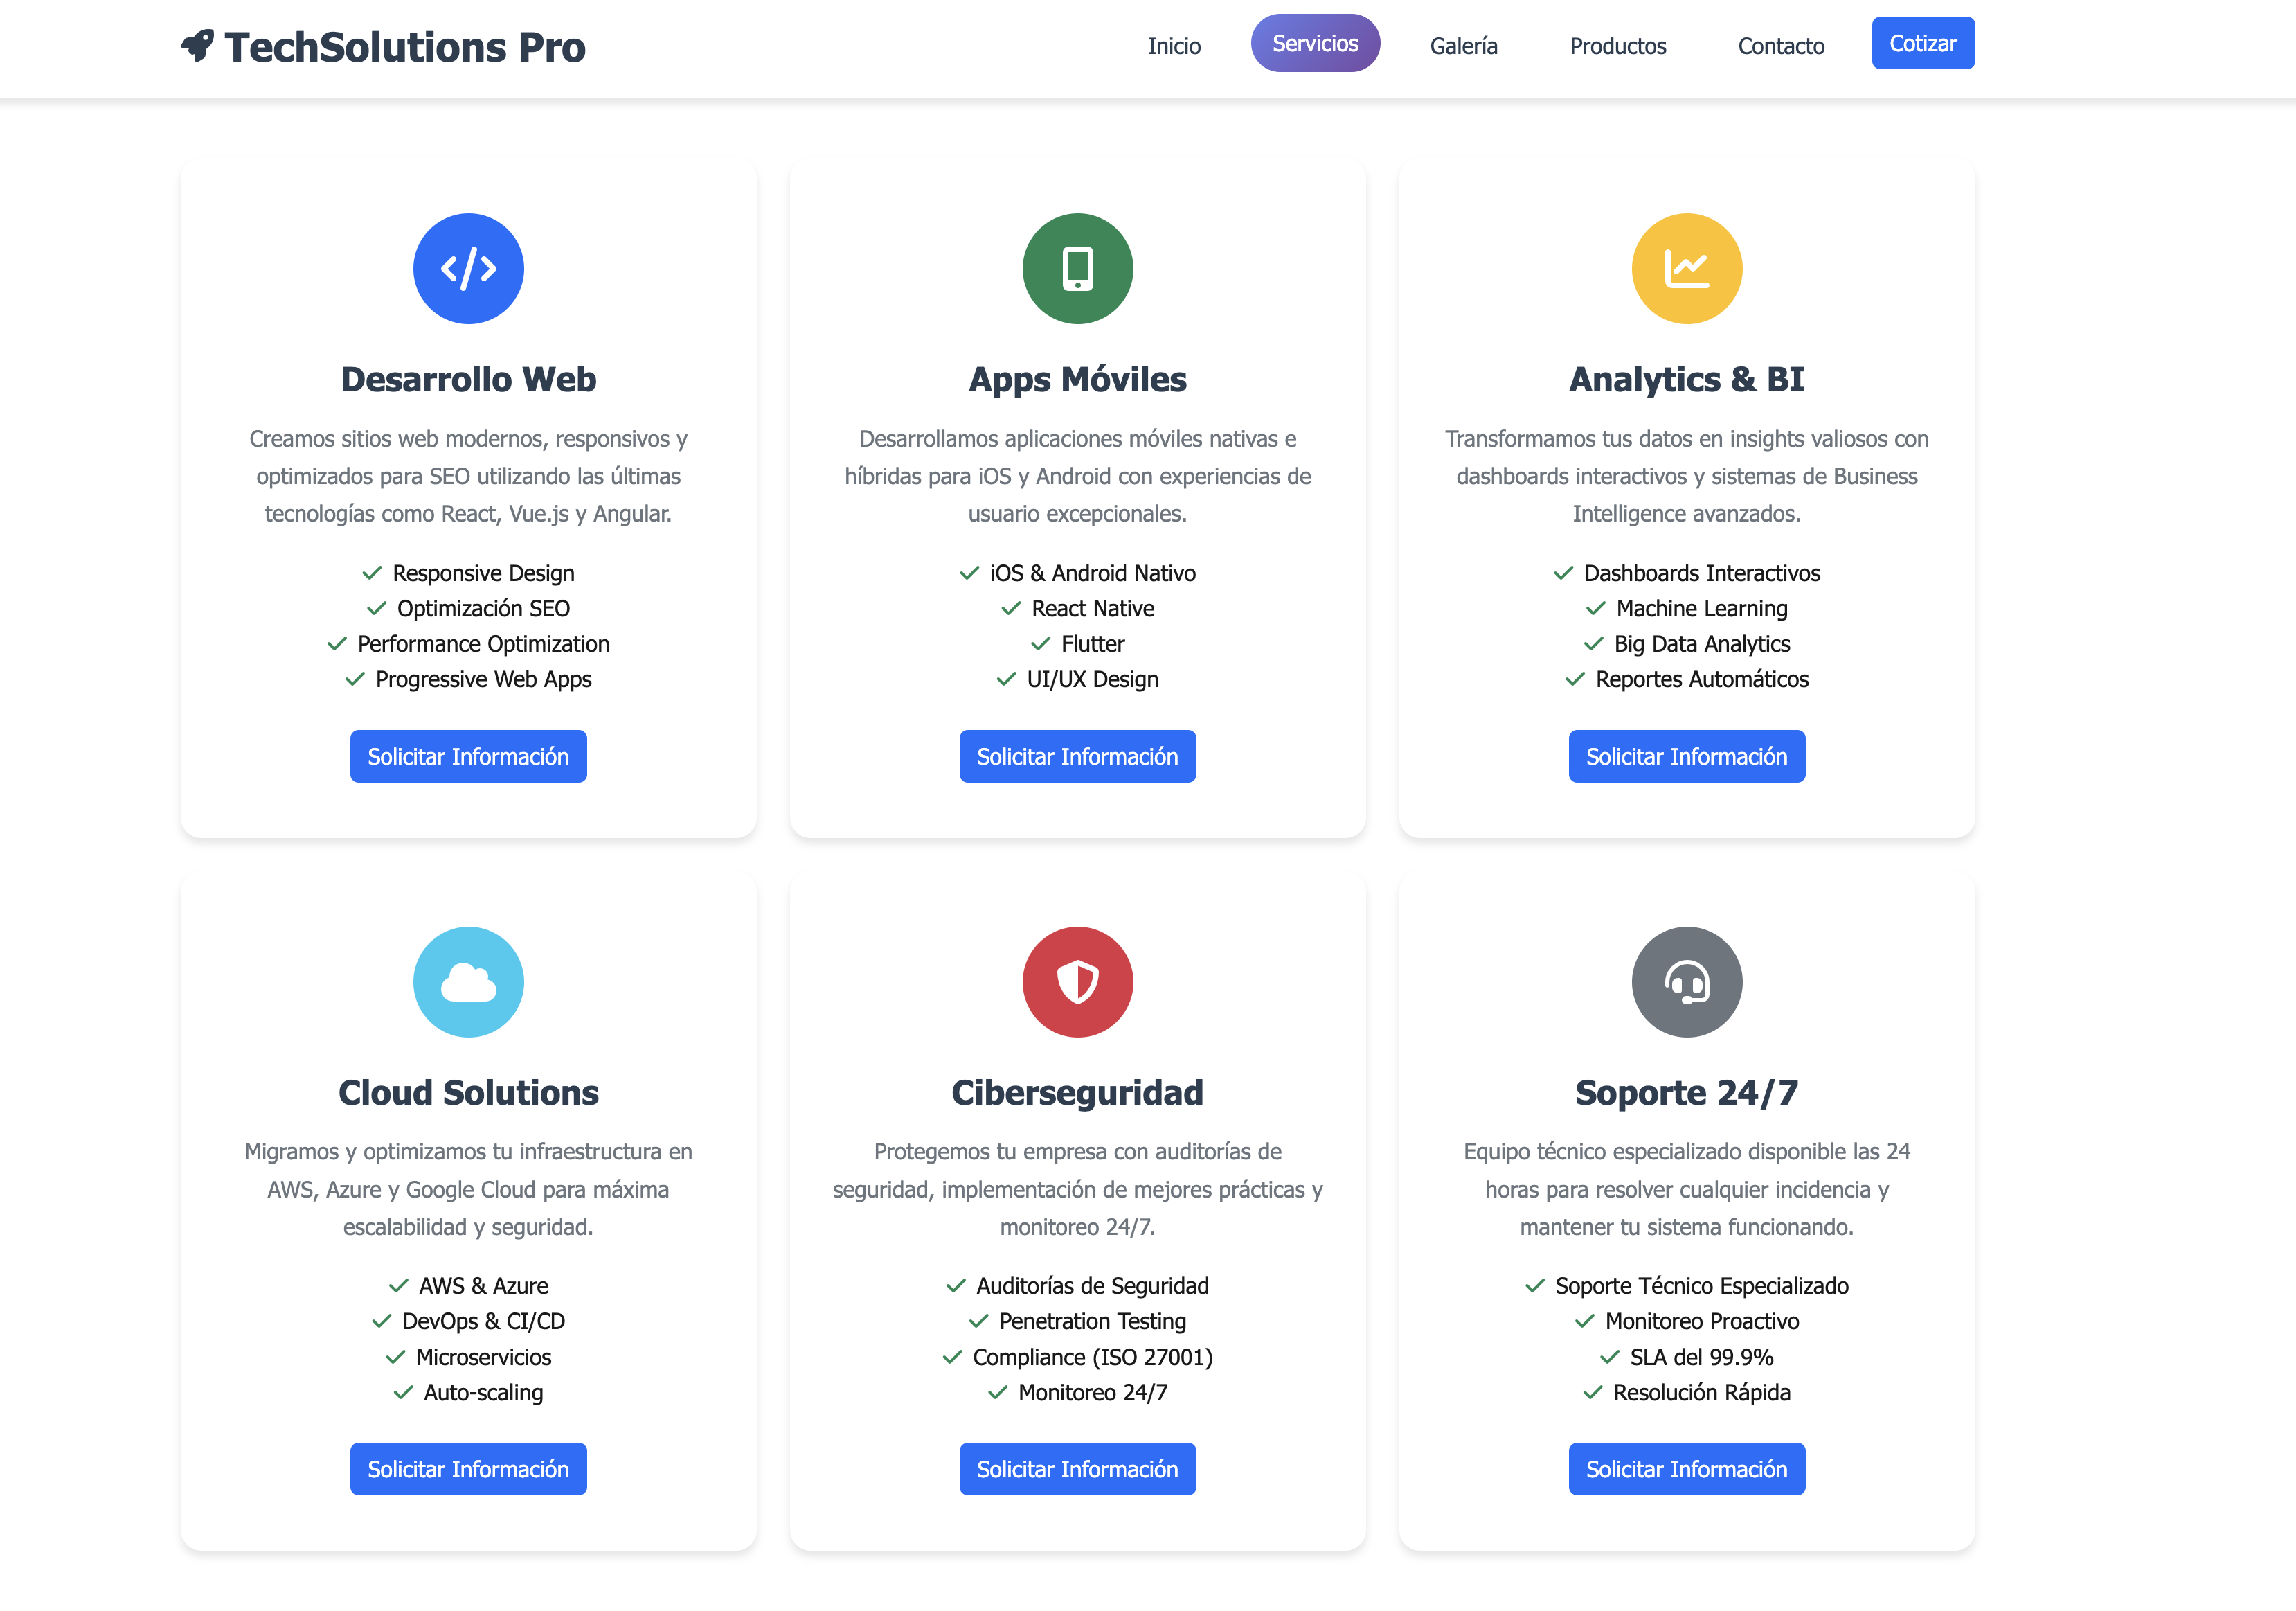 TechSolutions Pro
Inicio
Servicios
Galería
Productos
Contacto
Cotizar
Desarrollo Web
Creamos sitios web modernos, responsivos y
optimizados para SEO utilizando las últimas
tecnologías como React, Vue.js y Angular.
Responsive Design
Optimización SEO
Performance Optimization
Progressive Web Apps
Solicitar Información
Apps Móviles
Desarrollamos aplicaciones móviles nativas e
híbridas para iOS y Android con experiencias de
usuario excepcionales.
iOS & Android Nativo
React Native
Flutter
UI/UX Design
Solicitar Información
Analytics & BI
Transformamos tus datos en insights valiosos con
dashboards interactivos y sistemas de Business
Intelligence avanzados.
Dashboards Interactivos
Machine Learning
Big Data Analytics
Reportes Automáticos
Solicitar Información
Cloud Solutions
Migramos y optimizamos tu infraestructura en
AWS, Azure y Google Cloud para máxima
escalabilidad y seguridad.
AWS & Azure
DevOps & CI/CD
Microservicios
Auto-scaling
Solicitar Información
Ciberseguridad
Protegemos tu empresa con auditorías de
seguridad, implementación de mejores prácticas y
monitoreo 24/7.
Auditorías de Seguridad
Penetration Testing
Compliance (ISO 27001)
Monitoreo 24/7
Solicitar Información
Soporte 24/7
Equipo técnico especializado disponible las 24
horas para resolver cualquier incidencia y
mantener tu sistema funcionando.
Soporte Técnico Especializado
Monitoreo Proactivo
SLA del 99.9%
Resolución Rápida
Solicitar Información